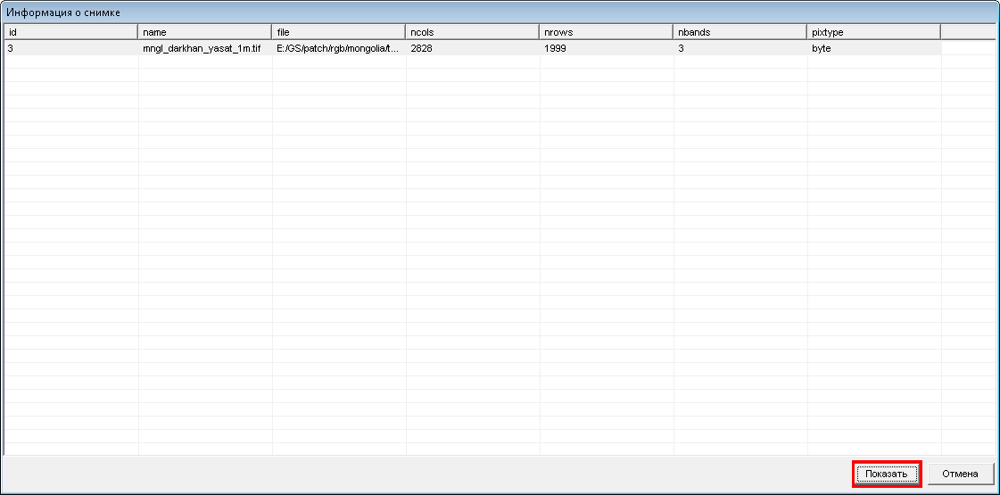 Информация о снимке
id name file ncols nrows nbands pixtype
3 mngl_darkhan_yasat_1m.tif E:/GS/patch/rgb/mongolia/t... 2828 1999 3 byte
Показать Отмена